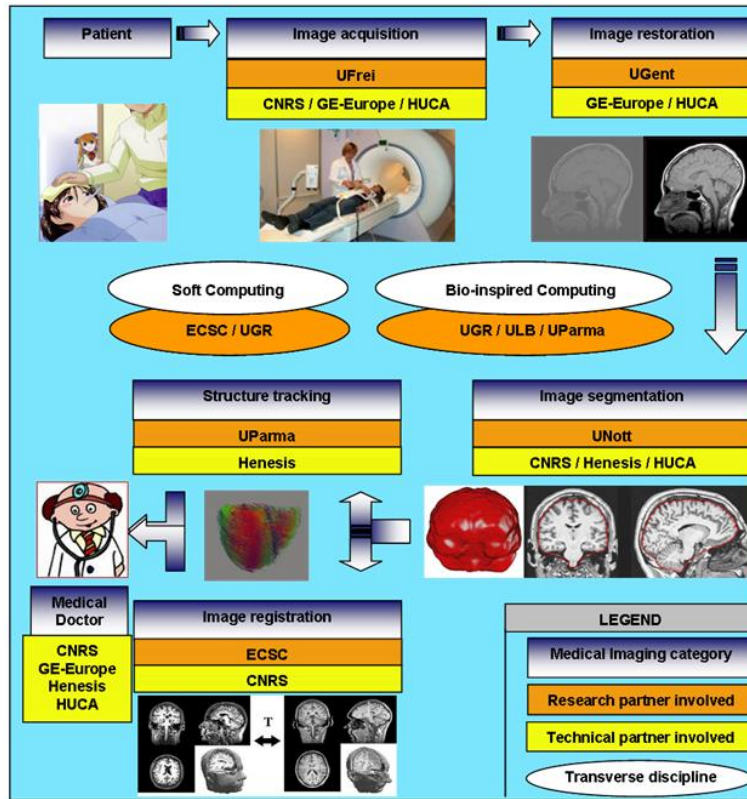 Patient
Image acquisition
Image restoration
UFrei
UGent
CNRS / GE-Europe / HUCA
GE-Europe / HUCA
Soft Computing
Bio-inspired Computing
ECSC / UGR
UGR / ULB / UParma
Structure tracking
Image segmentation
UParma
UNott
Henesis
CNRS / Henesis / HUCA
Medical
Doctor
CNRS
GE-Europe
Henesis
HUCA
Image registration
ECSC
CNRS
T
LEGEND
Medical Imaging category
Research partner involved
Technical partner involved
Transverse discipline